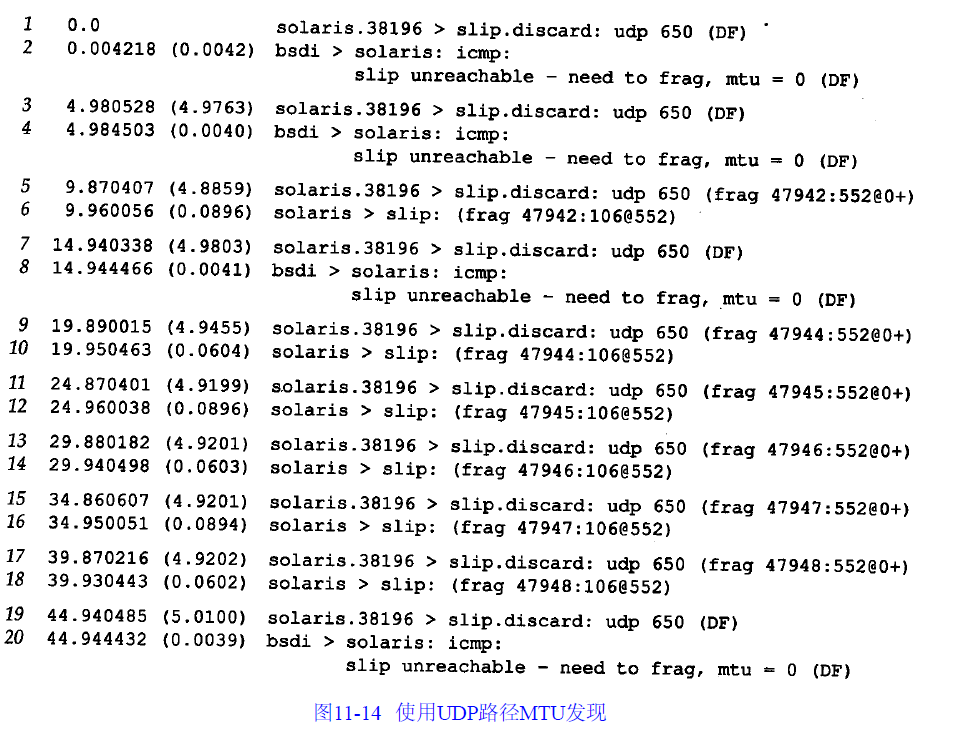 1 0.0 solaris.38196 > slip.discard: udp 650 (DF)
2 0.004218 (0.0042) bsdi > solaris: icmp:
slip unreachable - need to frag, mtu = 0 (DF)
3 4.980528 (4.9763) solaris.38196 > slip.discard: udp 650 (DF)
4 4.984503 (0.0040) bsdi > solaris: icmp:
slip unreachable - need to frag, mtu = 0 (DF)
5 9.870407 (4.8859) solaris.38196 > slip.discard: udp 650 (frag 47942:552@0+)
6 9.960056 (0.0896) solaris > slip: (frag 47942:106@552)
7 14.940338 (4.9803) solaris.38196 > slip.discard: udp 650 (DF)
8 14.944466 (0.0041) bsdi > solaris: icmp:
slip unreachable - need to frag, mtu = 0 (DF)
9 19.890015 (4.9455) solaris.38196 > slip.discard: udp 650 (frag 47944:552@0+)
10 19.950463 (0.0604) solaris > slip: (frag 47944:106@552)
11 24.870401 (4.9199) solaris.38196 > slip.discard: udp 650 (frag 47945:552@0+)
12 24.960038 (0.0896) solaris > slip: (frag 47945:106@552)
13 29.880182 (4.9201) solaris.38196 > slip.discard: udp 650 (frag 47946:552@0+)
14 29.940498 (0.0603) solaris > slip: (frag 47946:106@552)
15 34.860607 (4.9201) solaris.38196 > slip.discard: udp 650 (frag 47947:552@0+)
16 34.950051 (0.0894) solaris > slip: (frag 47947:106@552)
17 39.870216 (4.9202) solaris.38196 > slip.discard: udp 650 (frag 47948:552@0+)
18 39.930443 (0.0602) solaris > slip: (frag 47948:106@552)
19 44.940485 (5.0100) solaris.38196 > slip.discard: udp 650 (DF)
20 44.944432 (0.0039) bsdi > solaris: icmp:
slip unreachable - need to frag, mtu = 0 (DF)
图11-14 使用UDP路径MTU发现